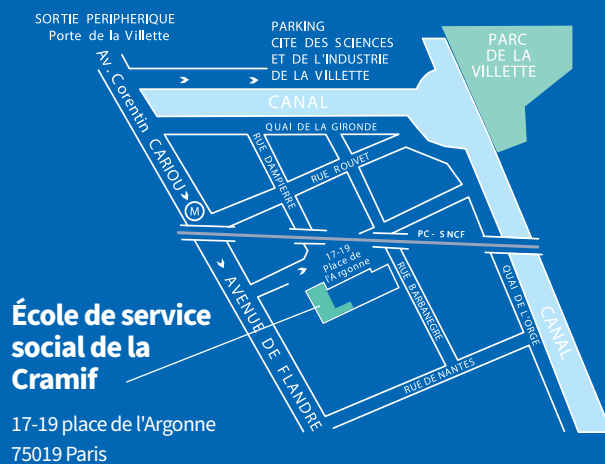 SORTIE PERIPHERIQUE
Porte de la Villette
PARKING
CITE DES SCIENCES
ET DE L'INDUSTRIE
DE LA VILLETTE
PARC
DE LA
VILLETTE
Av. Corentin CARIOU
CANAL
QUAI DE LA GIRONDE
RUE DAMPIERRE
RUE ROUVET
M
PC- SNCF
17-19
Place de
l'Argonne
RUE BARBANEGRE
QUAI DE L'ORGE
CANAL
AVENUE DE FLANDRE
RUE DE NANTES
École de service
social de la
Cramif
17-19 place de l'Argonne
75019 Paris